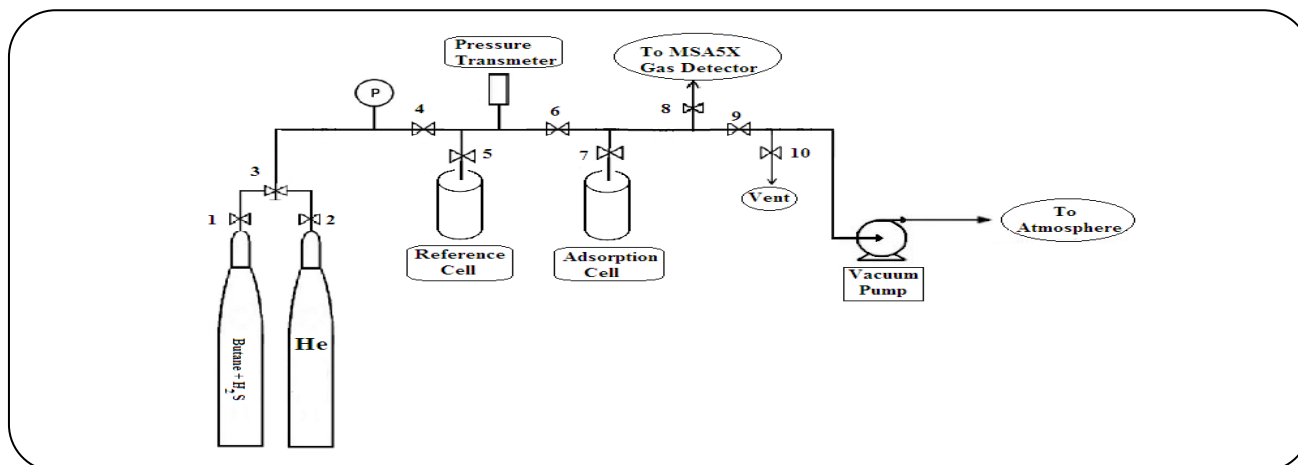 Pressure
Transmeter
To MSA5X
Gas Detector
P
4
6
8
9
5
7
10
3
Vent
1
2
To
Atmosphere
Reference
Cell
Adsorption
Cell
Vacuum
Pump
He
Butane + H2S